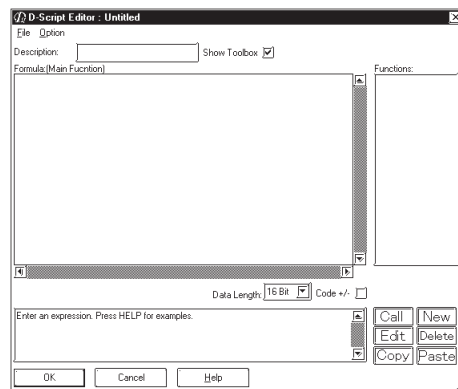 D-Script Editor : Untitled
File Option
Description: Show Toolbox
Formula:(Main Fucntion) Functions:
Data Length: 16 Bit Code +/-
Enter an expression. Press HELP for examples.
Call New
Edit Delete
Copy Paste
OK Cancel Help